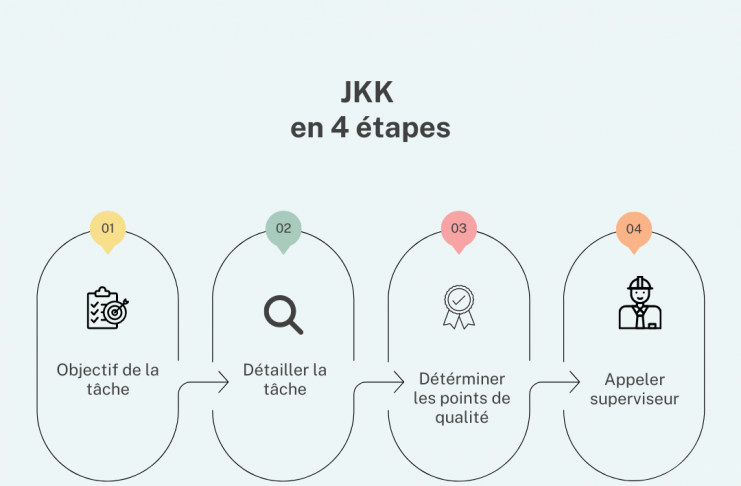 JKK
en 4 étapes
01
02
03
04
Objectif de la
tâche
Détailler la
tâche
Détérminer
les points de
qualité
Appeler
superviseur